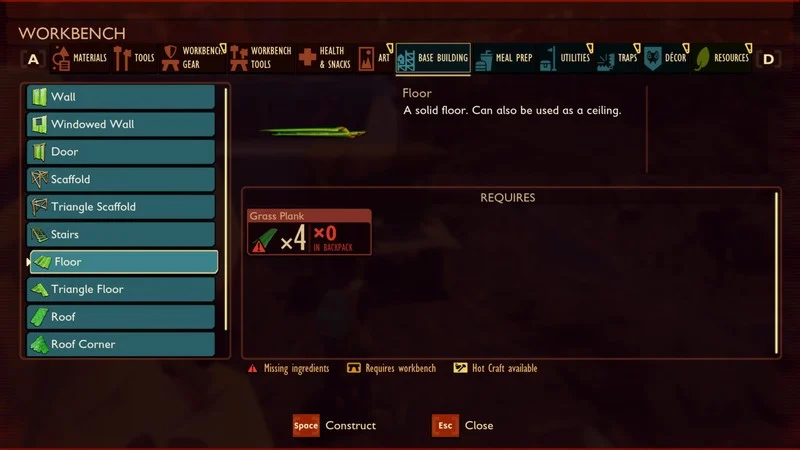 WORKBENCH
A MATERIALS TOOLS WORKBENCH GEAR WORKBENCH TOOLS HEALTH & SNACKS ART BASE BUILDING MEAL PREP UTILITIES TRAPS DÉCOR RESOURCES D
Wall
Windowed Wall
Door
Scaffold
Triangle Scaffold
Stairs
Floor
Triangle Floor
Roof
Roof Corner
Floor
A solid floor. Can also be used as a ceiling.
REQUIRES
Grass Plank
×4 ×0
IN BACKPACK
Missing ingredients Requires workbench Hot Craft available
Space Construct Esc Close